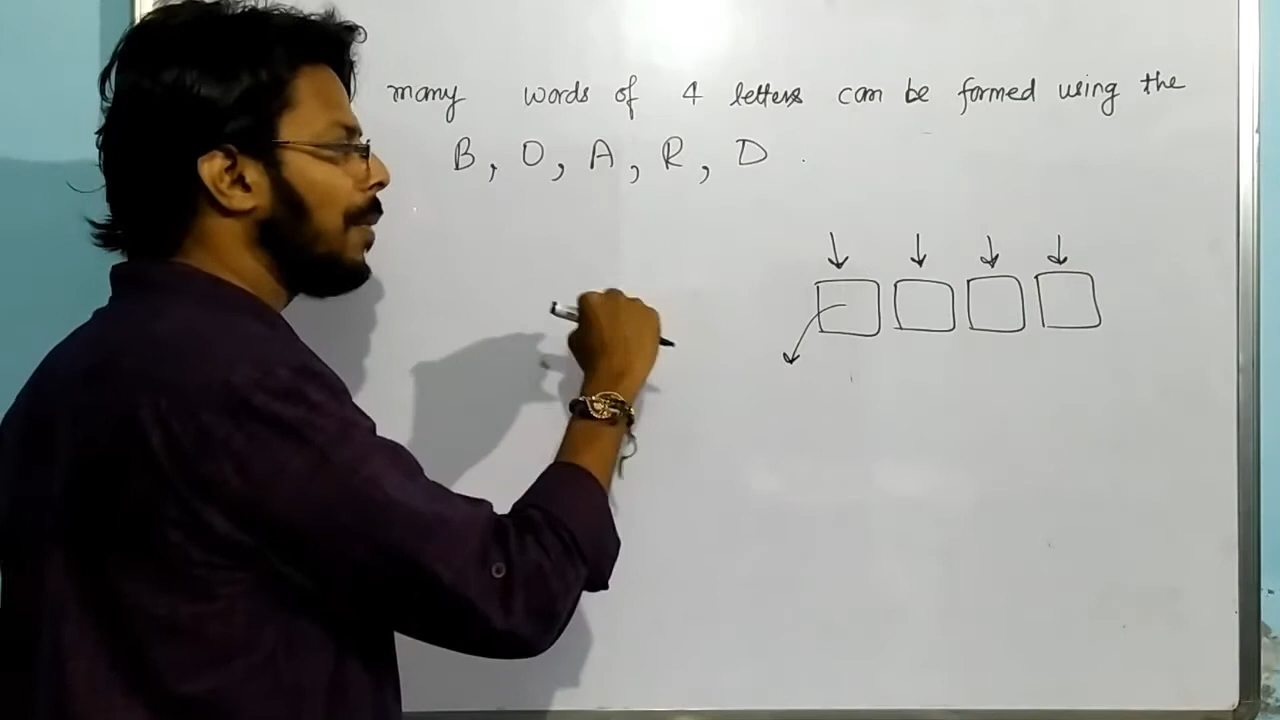 many words of 4 letters can be formed using the
B, O, A, R, D .